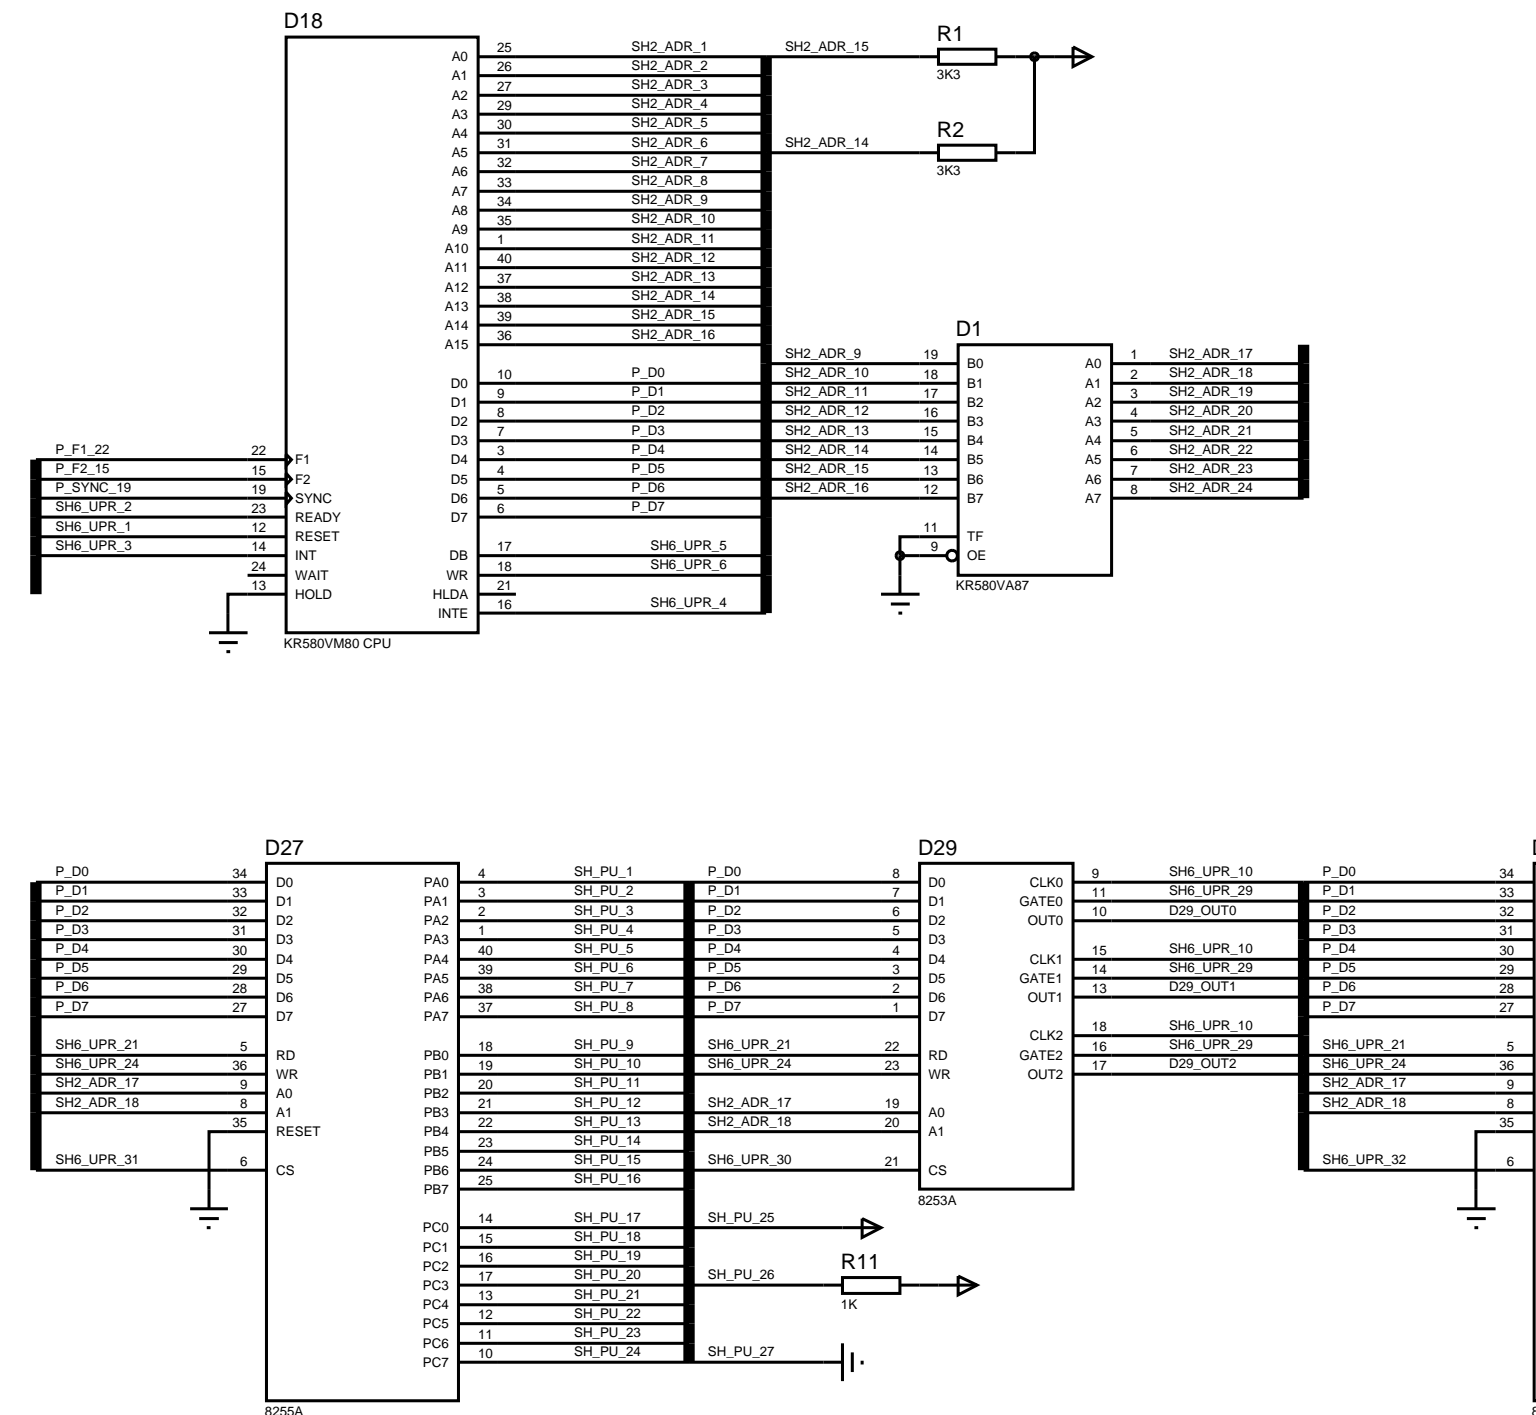 D18
A0 25 SH2_ADR_1
A1 26 SH2_ADR_2
A2 27 SH2_ADR_3
A3 29 SH2_ADR_4
A4 30 SH2_ADR_5
A5 31 SH2_ADR_6
A6 32 SH2_ADR_7
A7 33 SH2_ADR_8
A8 34 SH2_ADR_9
A9 35 SH2_ADR_10
A10 1 SH2_ADR_11
A11 40 SH2_ADR_12
A12 37 SH2_ADR_13
A13 38 SH2_ADR_14
A14 39 SH2_ADR_15
A15 36 SH2_ADR_16
D0 10 P_D0
D1 9 P_D1
D2 8 P_D2
D3 7 P_D3
D4 3 P_D4
D5 4 P_D5
D6 5 P_D6
D7 6 P_D7
DB 17 SH6_UPR_5
WR 18 SH6_UPR_6
HLDA 21
INTE 16 SH6_UPR_4
P_F1_22 22 F1
P_F2_15 15 F2
P_SYNC_19 19 SYNC
SH6_UPR_2 23 READY
SH6_UPR_1 12 RESET
SH6_UPR_3 14 INT
24 WAIT
13 HOLD
KR580VM80 CPU
SH2_ADR_15 R1
3K3
SH2_ADR_14 R2
3K3
D1
SH2_ADR_9 19 B0 A0 1 SH2_ADR_17
SH2_ADR_10 18 B1 A1 2 SH2_ADR_18
SH2_ADR_11 17 B2 A2 3 SH2_ADR_19
SH2_ADR_12 16 B3 A3 4 SH2_ADR_20
SH2_ADR_13 15 B4 A4 5 SH2_ADR_21
SH2_ADR_14 14 B5 A5 6 SH2_ADR_22
SH2_ADR_15 13 B6 A6 7 SH2_ADR_23
SH2_ADR_16 12 B7 A7 8 SH2_ADR_24
11 TF
9 OE
KR580VA87
D27
P_D0 34 D0 PA0 4 SH_PU_1
P_D1 33 D1 PA1 3 SH_PU_2
P_D2 32 D2 PA2 2 SH_PU_3
P_D3 31 D3 PA3 1 SH_PU_4
P_D4 30 D4 PA4 40 SH_PU_5
P_D5 29 D5 PA5 39 SH_PU_6
P_D6 28 D6 PA6 38 SH_PU_7
P_D7 27 D7 PA7 37 SH_PU_8
SH6_UPR_21 5 RD PB0 18 SH_PU_9
SH6_UPR_24 36 WR PB1 19 SH_PU_10
SH2_ADR_17 9 A0 PB2 20 SH_PU_11
SH2_ADR_18 8 A1 PB3 21 SH_PU_12
35 RESET PB4 22 SH_PU_13
PB5 23 SH_PU_14
SH6_UPR_31 6 CS PB6 24 SH_PU_15
PB7 25 SH_PU_16
PC0 14 SH_PU_17
PC1 15 SH_PU_18
PC2 16 SH_PU_19
PC3 17 SH_PU_20
PC4 13 SH_PU_21
PC5 12 SH_PU_22
PC6 11 SH_PU_23
PC7 10 SH_PU_24
8255A
D29
P_D0 8 D0 CLK0 9 SH6_UPR_10
P_D1 7 D1 GATE0 11 SH6_UPR_29
P_D2 6 D2 OUT0 10 D29_OUT0
P_D3 5 D3
P_D4 4 D4 CLK1 15 SH6_UPR_10
P_D5 3 D5 GATE1 14 SH6_UPR_29
P_D6 2 D6 OUT1 13 D29_OUT1
P_D7 1 D7
CLK2 18 SH6_UPR_10
SH6_UPR_21 22 RD GATE2 16 SH6_UPR_29
SH6_UPR_24 23 WR OUT2 17 D29_OUT2
SH2_ADR_17 19 A0
SH2_ADR_18 20 A1
SH6_UPR_30 21 CS
8253A
SH_PU_25
SH_PU_26 R11
1K
SH_PU_27
P_D0 34
P_D1 33
P_D2 32
P_D3 31
P_D4 30
P_D5 29
P_D6 28
P_D7 27
SH6_UPR_21 5
SH6_UPR_24 36
SH2_ADR_17 9
SH2_ADR_18 8
35
SH6_UPR_32 6